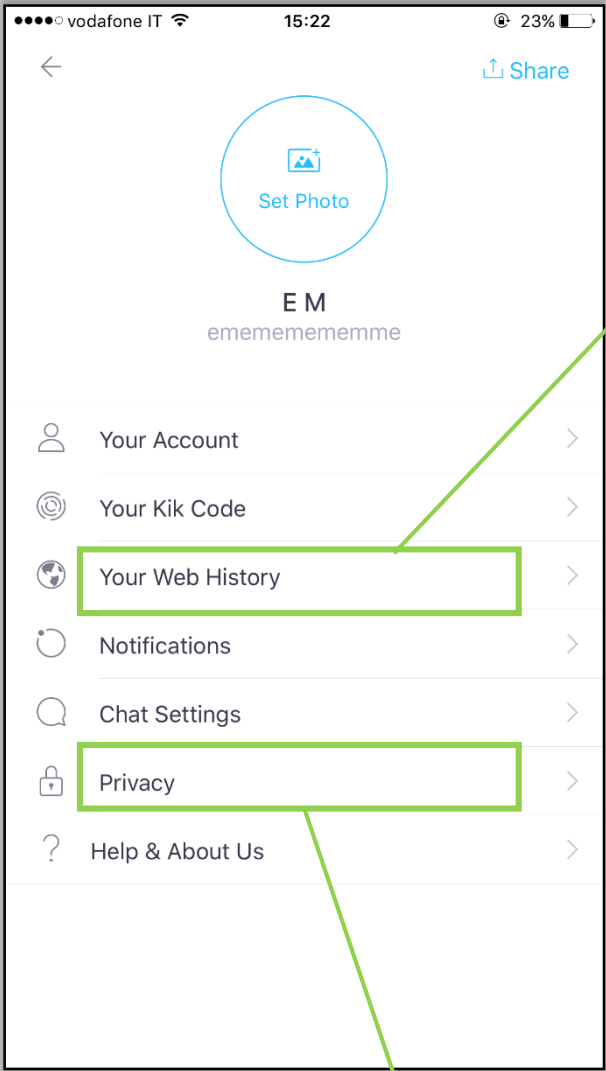 vodafone IT 15:22 23%
Share
Set Photo
E M
emememememme
Your Account
Your Kik Code
Your Web History
Notifications
Chat Settings
Privacy
Help & About Us